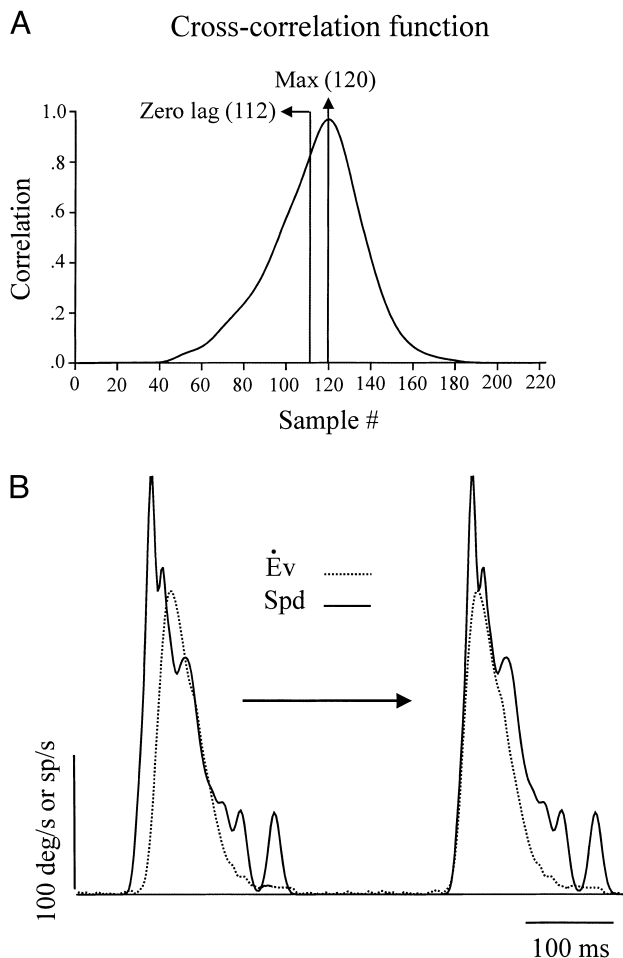 A
Cross-correlation function
Max (120)
Zero lag (112)
1.0
.8
.6
.4
.2
.0
Correlation
0 20 40 60 80 100 120 140 160 180 200 220
Sample #
B
Ėv
Spd
100 deg/s or sp/s
100 ms